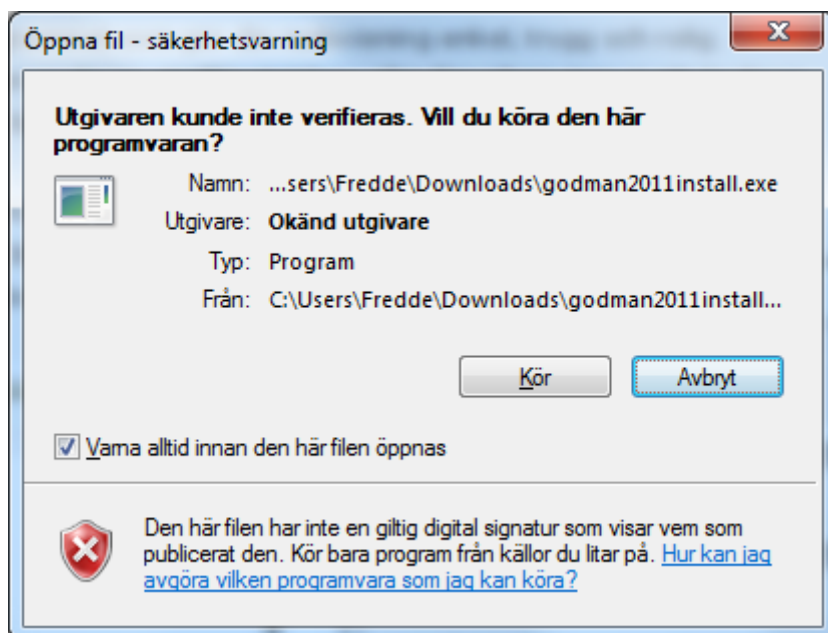 Öppna fil - säkerhetsvarning
Utgivaren kunde inte verifieras. Vill du köra den här
programvaran?
Namn: ...sers\Fredde\Downloads\godman2011install.exe
Utgivare: Okänd utgivare
Typ: Program
Från: C:\Users\Fredde\Downloads\godman2011install...
Kör Avbryt
Varna alltid innan den här filen öppnas
Den här filen har inte en giltig digital signatur som visar vem som
publicerat den. Kör bara program från källor du litar på. Hur kan jag
avgöra vilken programvara som jag kan köra?